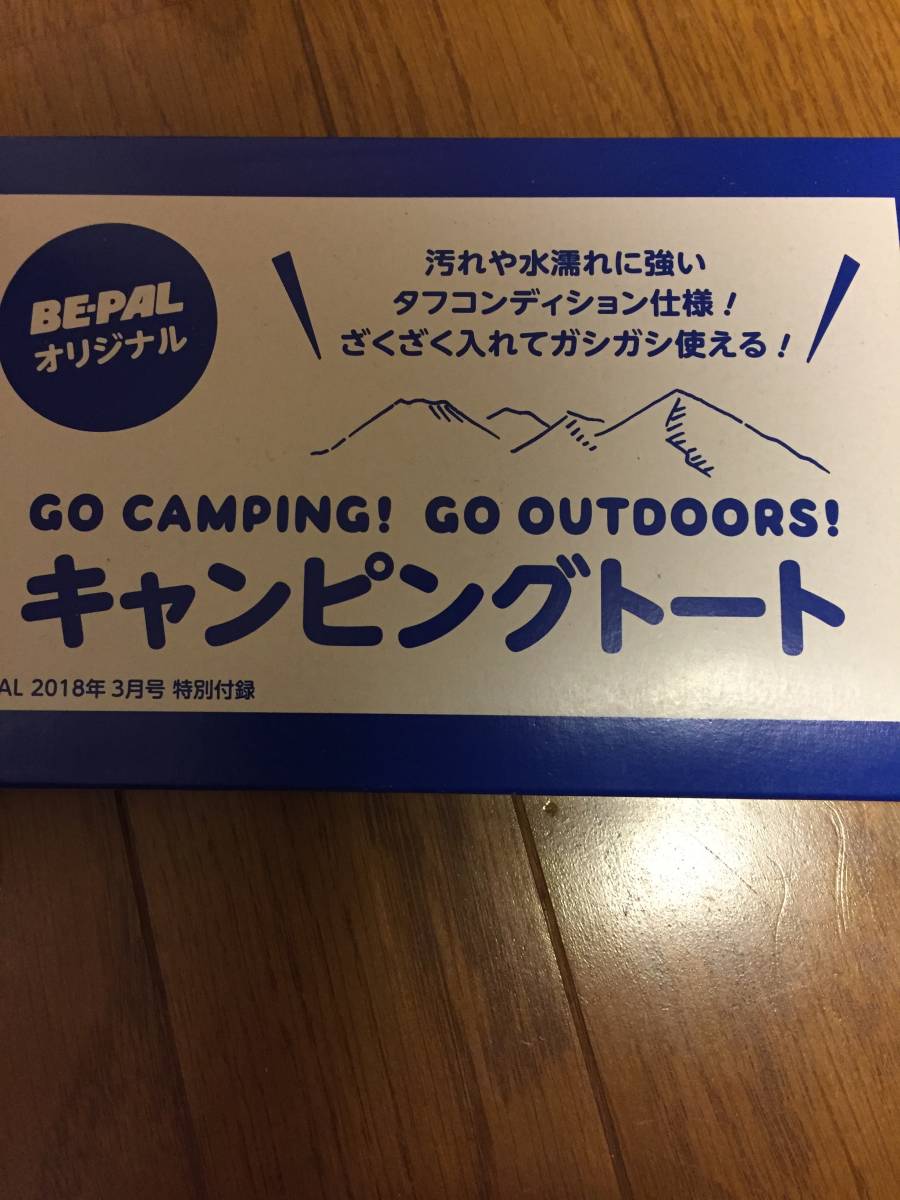 BE-PAL
オリジナル
汚れや水濡れに強い
タフコンディション仕様！
ざくざく入れてガシガシ使える！
GO CAMPING! GO OUTDOORS!
キャンピングトート
AL 2018年 3月号 特別付録